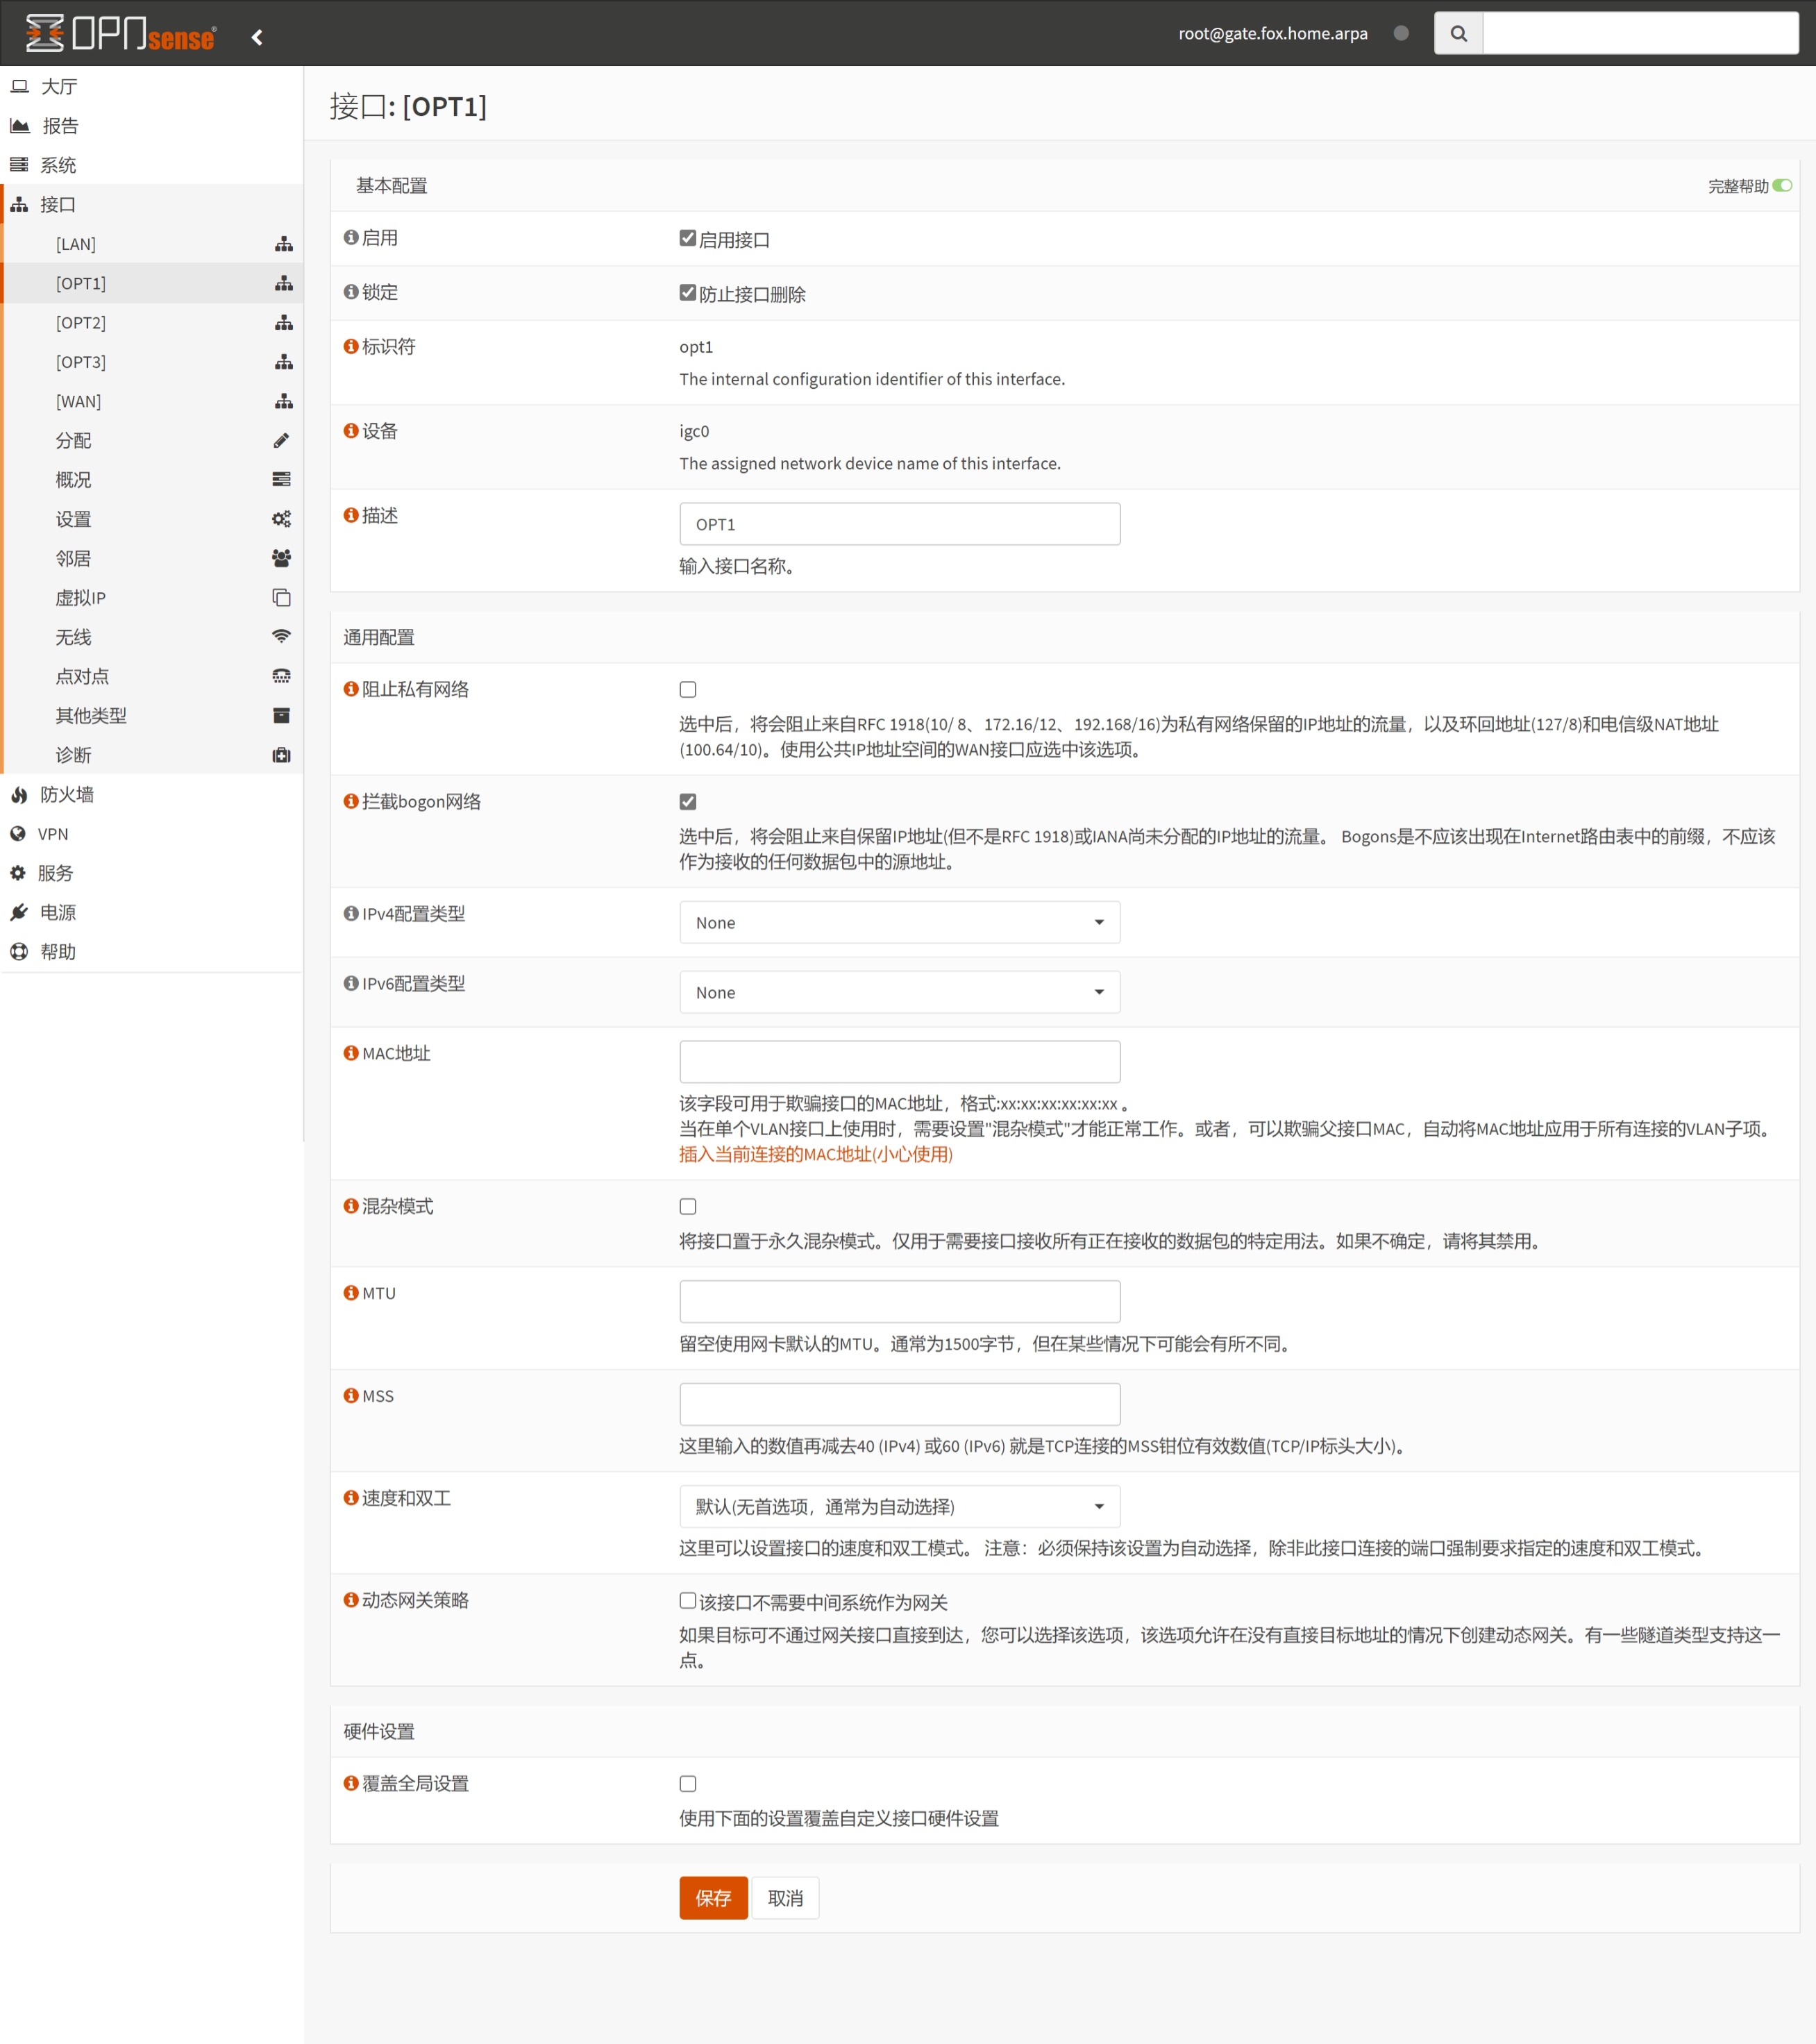 OPNsense®
root@gate.fox.home.arpa
大厅
报告
系统
接口
[LAN]
[OPT1]
[OPT2]
[OPT3]
[WAN]
分配
概况
设置
邻居
虚拟IP
无线
点对点
其他类型
诊断
防火墙
VPN
服务
电源
帮助
接口: [OPT1]
基本配置
完整帮助
启用
启用接口
锁定
防止接口删除
标识符
opt1
The internal configuration identifier of this interface.
设备
igc0
The assigned network device name of this interface.
描述
OPT1
输入接口名称。
通用配置
阻止私有网络
选中后，将会阻止来自RFC 1918(10/ 8、172.16/12、192.168/16)为私有网络保留的IP地址的流量，以及环回地址(127/8)和电信级NAT地址
(100.64/10)。使用公共IP地址空间的WAN接口应选中该选项。
拦截bogon网络
选中后，将会阻止来自保留IP地址(但不是RFC 1918)或IANA尚未分配的IP地址的流量。 Bogons是不应该出现在Internet路由表中的前缀，不应该
作为接收的任何数据包中的源地址。
IPv4配置类型
None
IPv6配置类型
None
MAC地址
该字段可用于欺骗接口的MAC地址，格式:xx:xx:xx:xx:xx:xx 。
当在单个VLAN接口上使用时，需要设置"混杂模式"才能正常工作。或者，可以欺骗父接口MAC，自动将MAC地址应用于所有连接的VLAN子项。
插入当前连接的MAC地址(小心使用)
混杂模式
将接口置于永久混杂模式。仅用于需要接口接收所有正在接收的数据包的特定用法。如果不确定，请将其禁用。
MTU
留空使用网卡默认的MTU。通常为1500字节，但在某些情况下可能会有所不同。
MSS
这里输入的数值再减去40 (IPv4) 或60 (IPv6) 就是TCP连接的MSS钳位有效数值(TCP/IP标头大小)。
速度和双工
默认(无首选项，通常为自动选择)
这里可以设置接口的速度和双工模式。 注意：必须保持该设置为自动选择，除非此接口连接的端口强制要求指定的速度和双工模式。
动态网关策略
该接口不需要中间系统作为网关
如果目标可不通过网关接口直接到达，您可以选择该选项，该选项允许在没有直接目标地址的情况下创建动态网关。有一些隧道类型支持这一
点。
硬件设置
覆盖全局设置
使用下面的设置覆盖自定义接口硬件设置
保存
取消